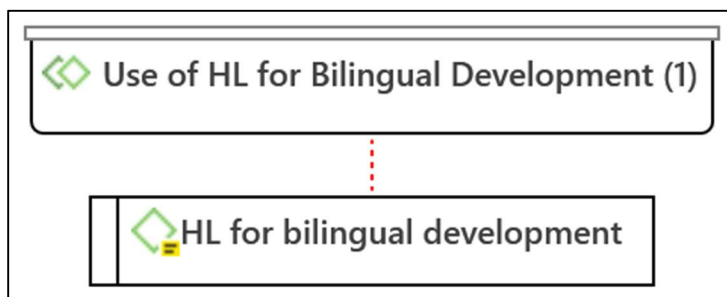 Use of HL for Bilingual Development (1)
HL for bilingual development